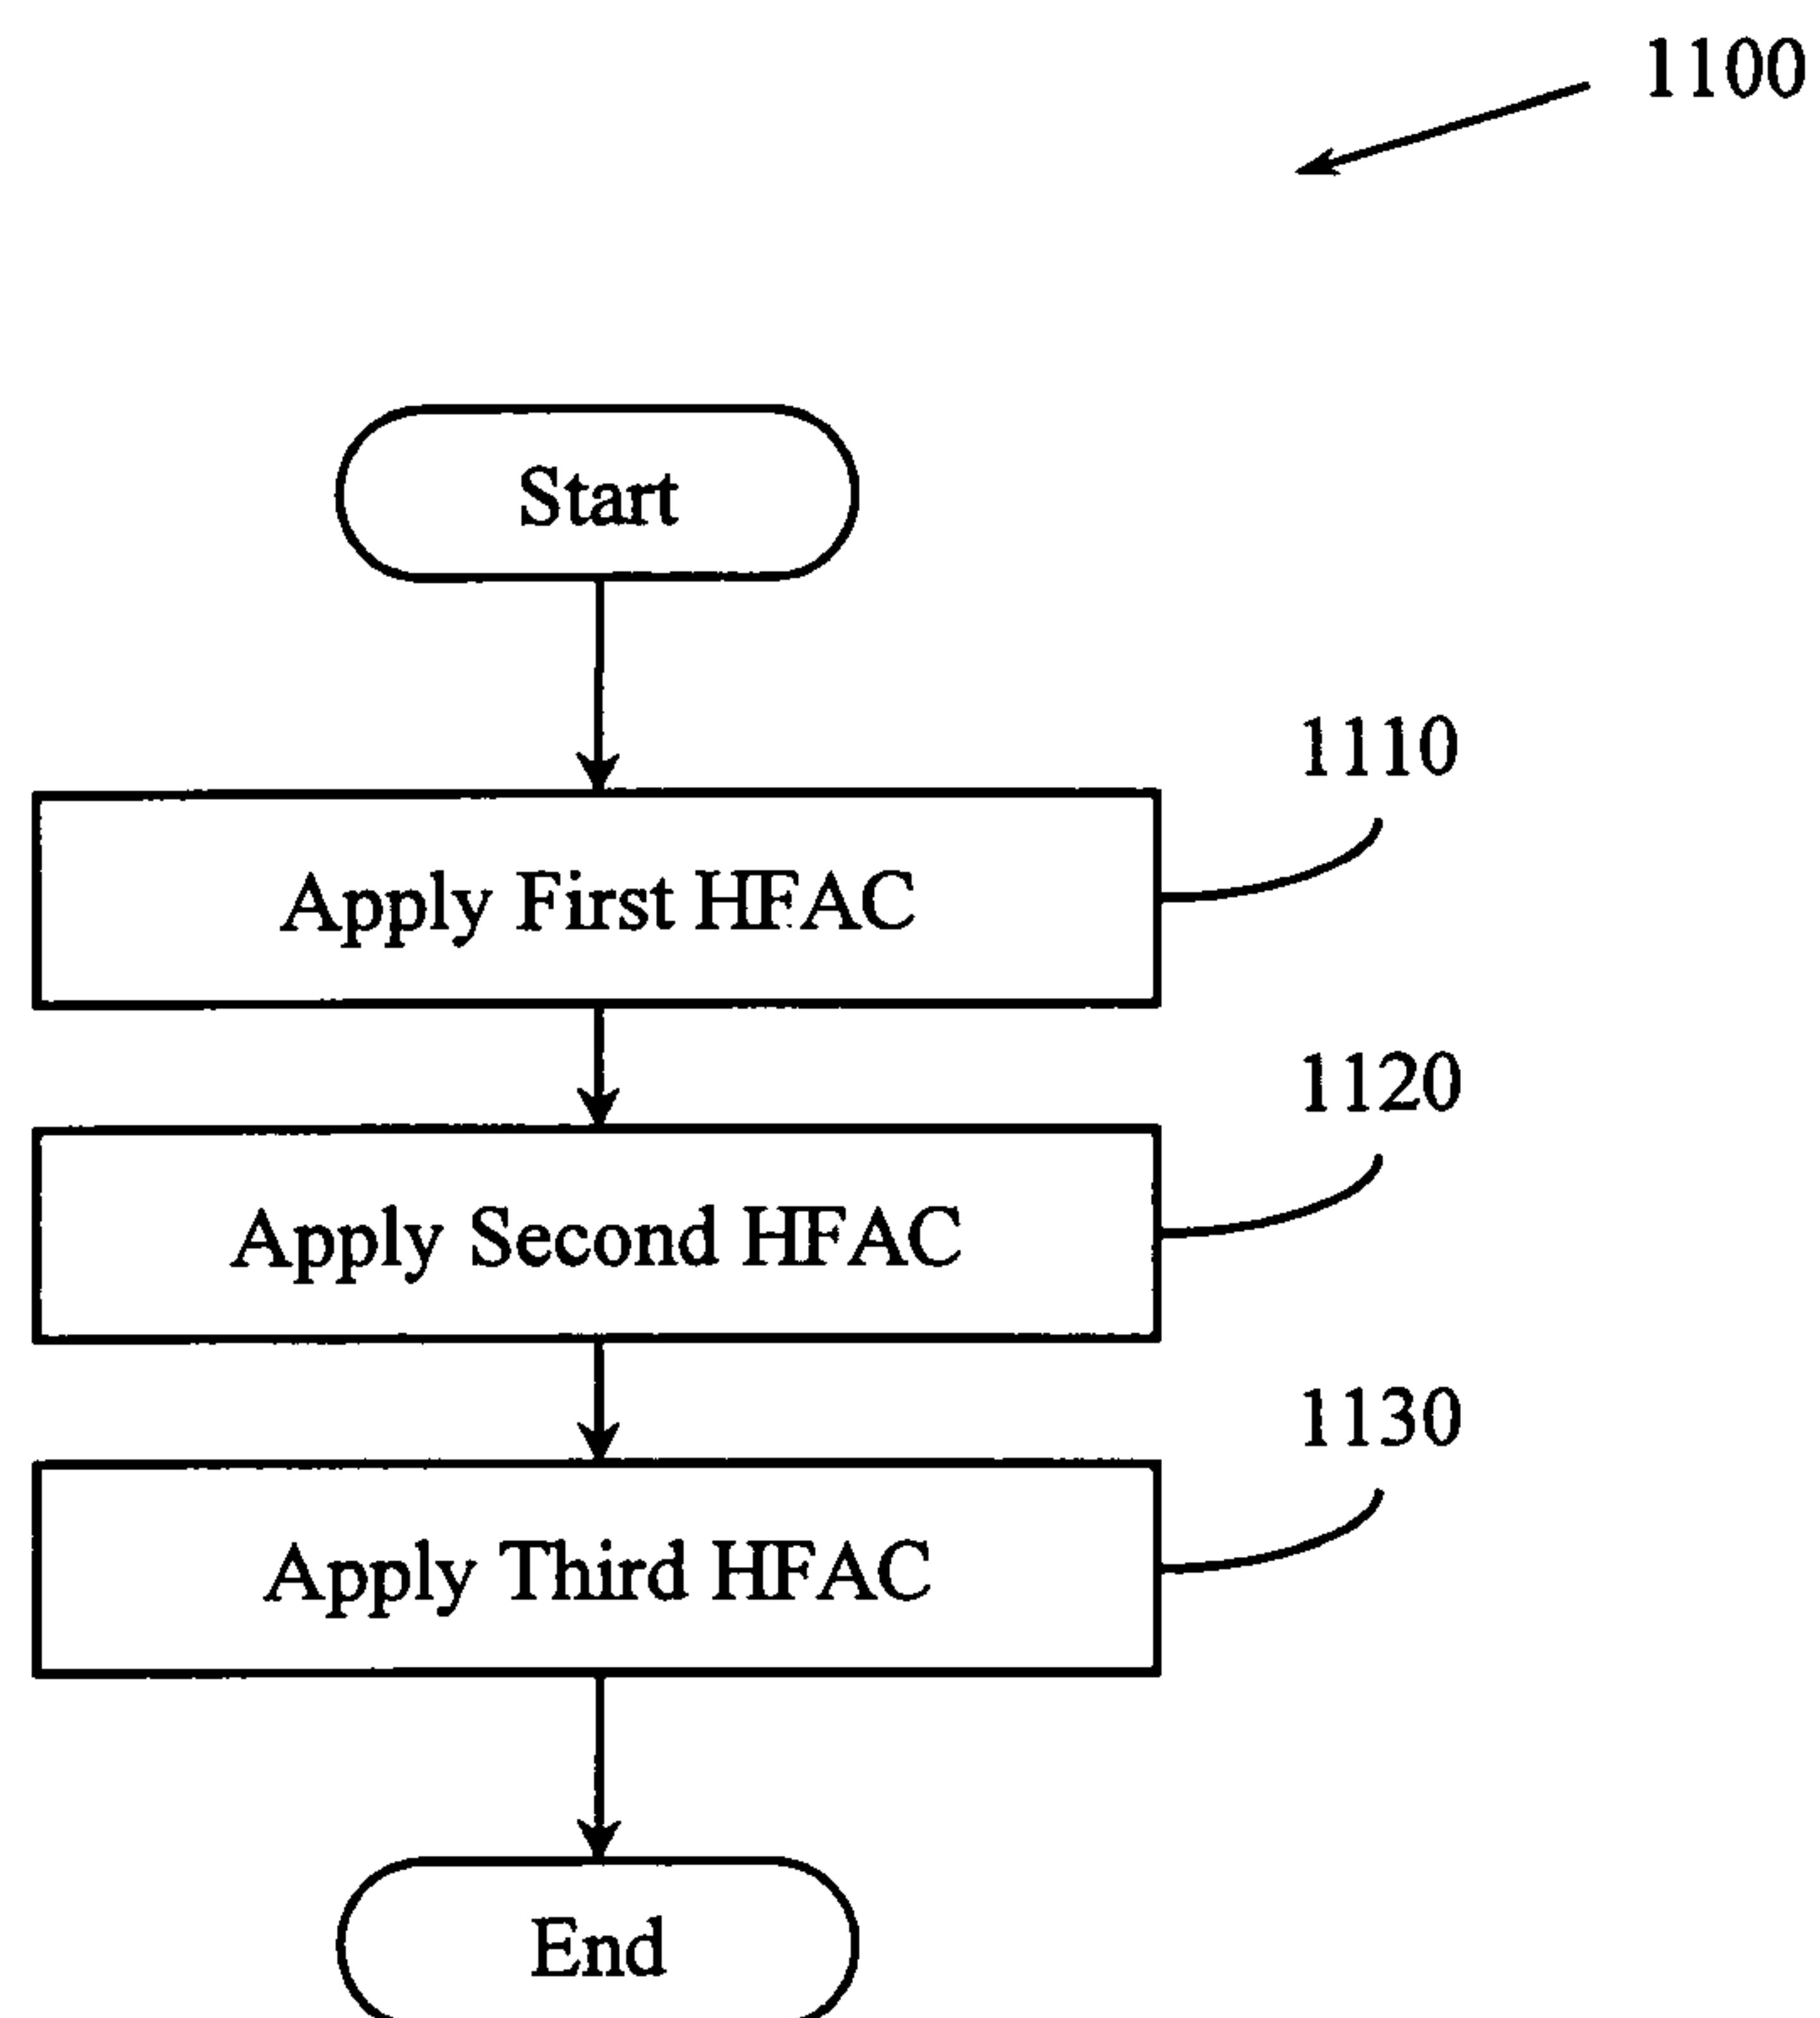 1100
Start
1110
Apply First HFAC
1120
Apply Second HFAC
1130
Apply Third HFAC
End